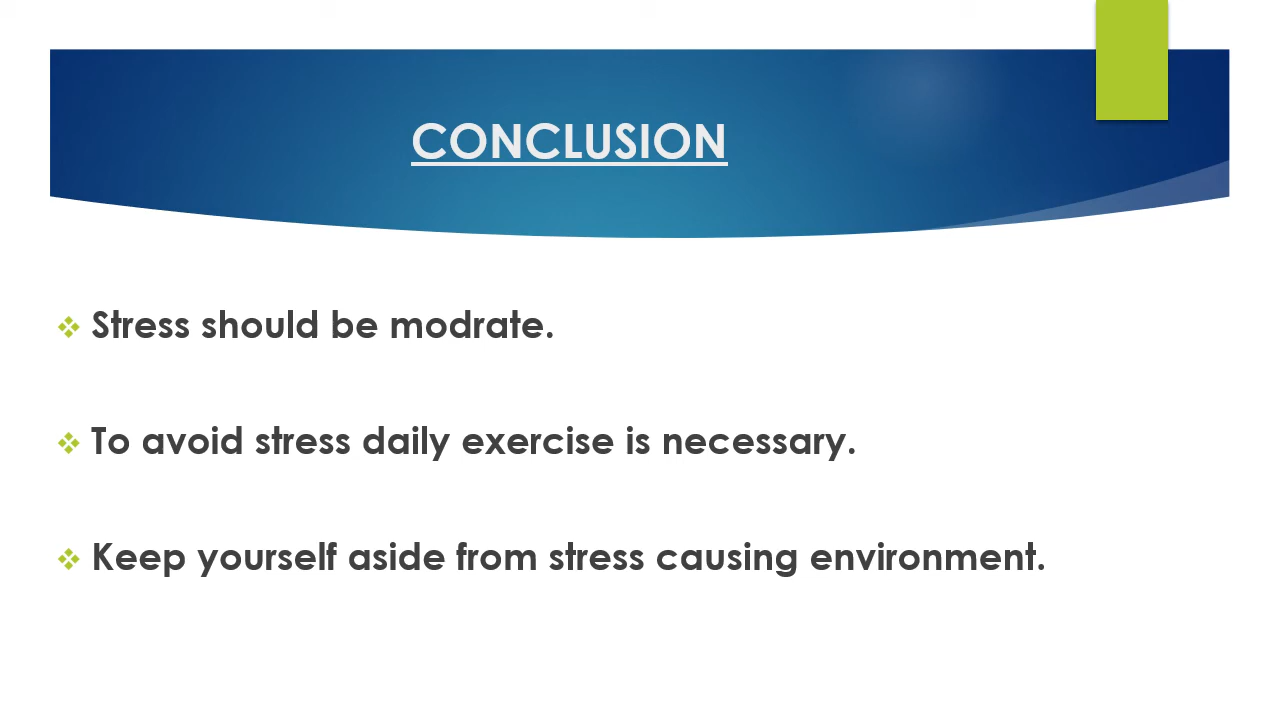 CONCLUSION
Stress should be modrate.
To avoid stress daily exercise is necessary.
Keep yourself aside from stress causing environment.